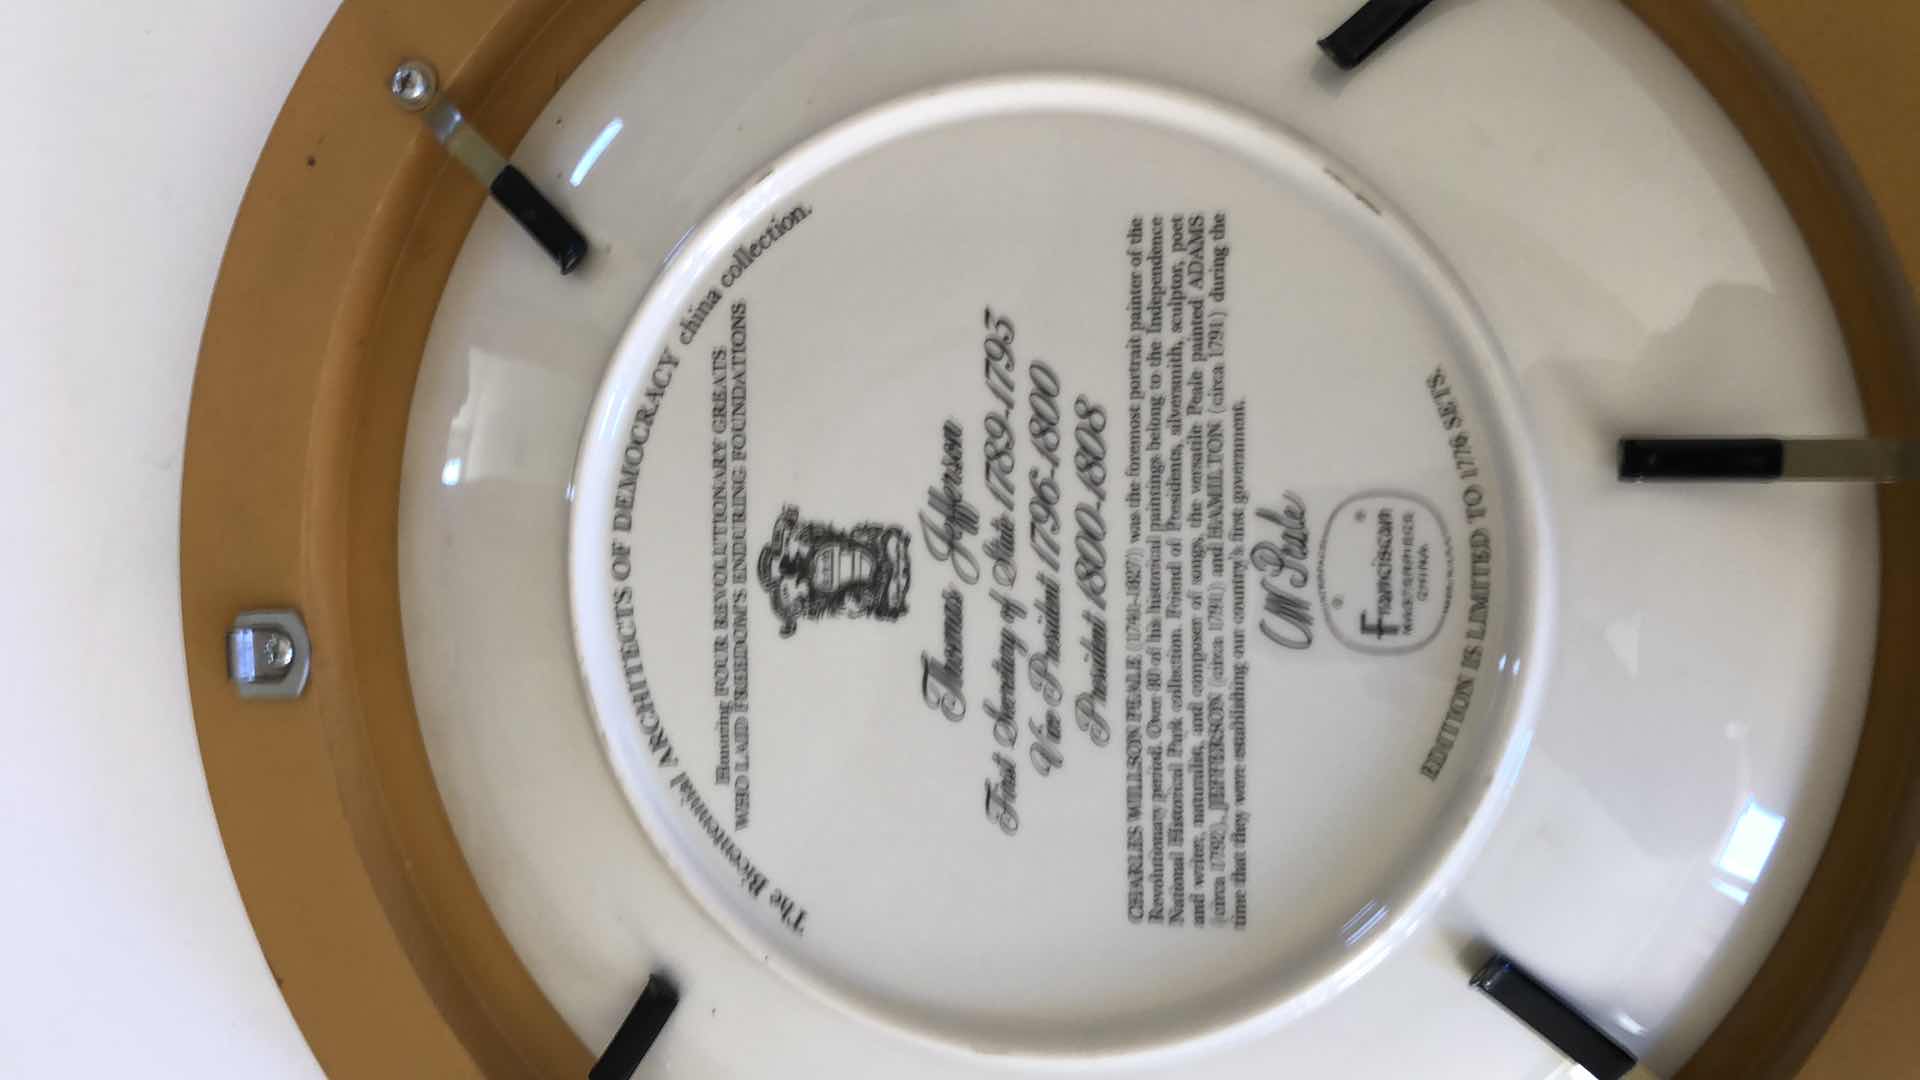 The Bicentennial ARCHITECTS OF DEMOCRACY china collection.
Honoring FOUR REVOLUTIONARY GREATS
WHO LAID FREEDOM'S ENDURING FOUNDATIONS
Thomas Jefferson
First Secretary of State 1789-1793
Vice President 1796-1800
President 1800-1808
CHARLES WILLSON PEALE (1741-1827) was the foremost portrait painter of the
Revolutionary period. Over 80 of his historical paintings belong to the Independence
National Historical Park collection. Friend of Presidents, silversmith, sculptor, poet
and writer, naturalist, and composer of songs, the versatile Peale painted ADAMS
(circa 1792), JEFFERSON (circa 1791) and HAMILTON (circa 1791) during the
time that they were establishing our country's first government.
CW Peale
Franciscan
MASTERPIECE
CHINA
EDITION IS LIMITED TO 1776 SETS.